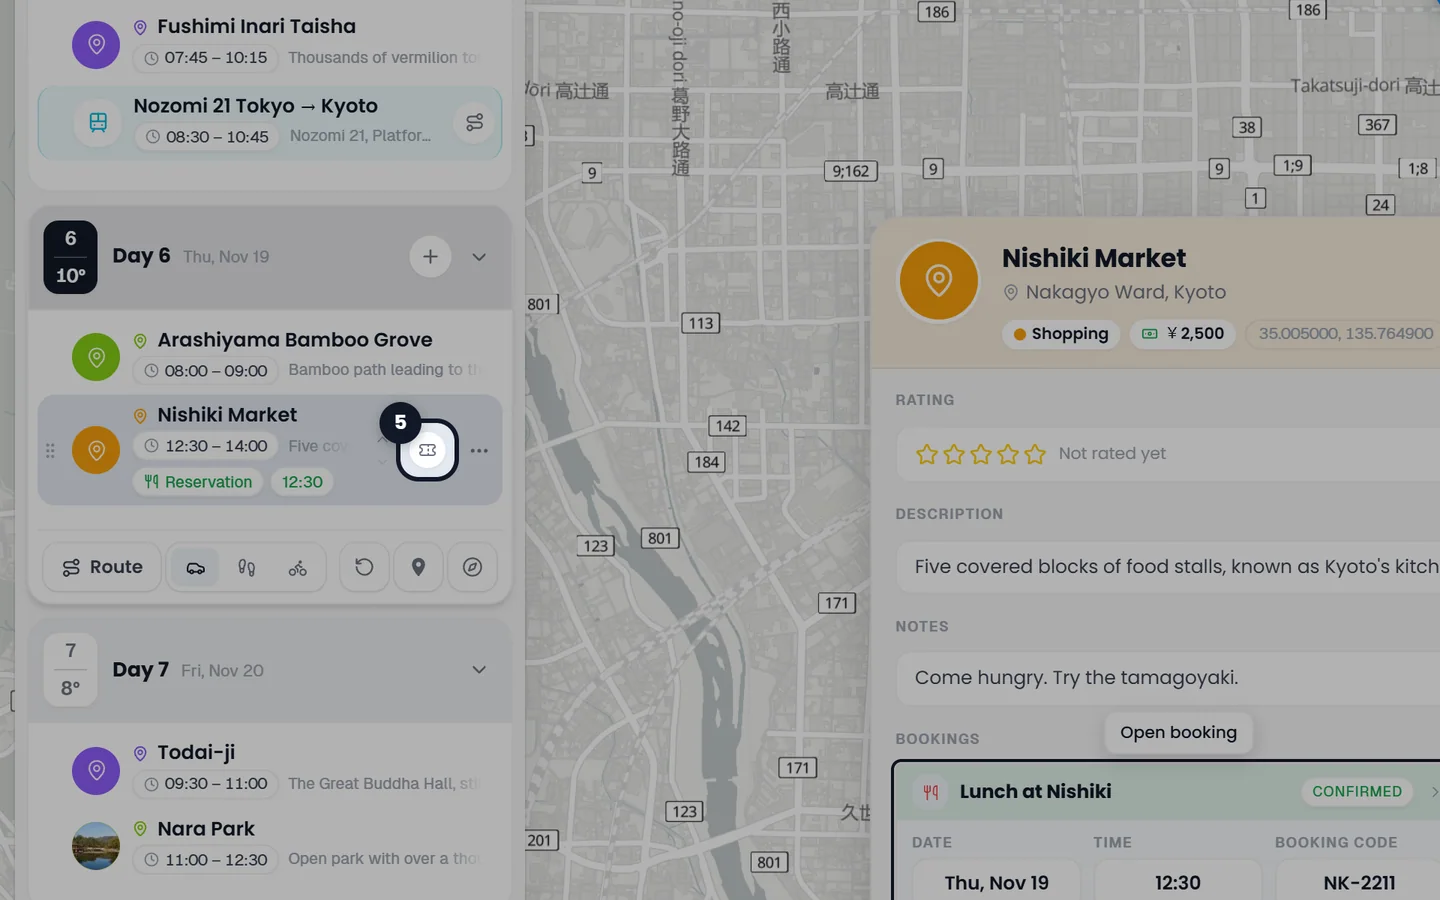 Fushimi Inari Taisha
07:45 – 10:15 Thousands of vermilion
Nozomi 21 Tokyo → Kyoto
08:30 – 10:45 Nozomi 21, Platfor...
6
10°
Day 6 Thu, Nov 19
Arashiyama Bamboo Grove
08:00 – 09:00 Bamboo path leading to
Nishiki Market
5
12:30 – 14:00 Five
Reservation 12:30
Route
7
8°
Day 7 Fri, Nov 20
Todai-ji
09:30 – 11:00 The Great Buddha Hall,
Nara Park
11:00 – 12:30 Open park with over a
no-oji dori 葛野大路通
西小路通
186
186
高辻通
高辻通
Takatsuji-dori 高辻
38
367
9
9;162
9
9
1;9
1;8
1
24
801
113
142
184
123
801
171
171
123
201
801
Nishiki Market
Nakagyo Ward, Kyoto
Shopping ¥ 2,500 35.005000, 135.764900
RATING
Not rated yet
DESCRIPTION
Five covered blocks of food stalls, known as Kyoto's kitch
NOTES
Come hungry. Try the tamagoyaki.
Open booking
BOOKINGS
Lunch at Nishiki CONFIRMED
DATE TIME BOOKING CODE
Thu, Nov 19 12:30 NK-2211